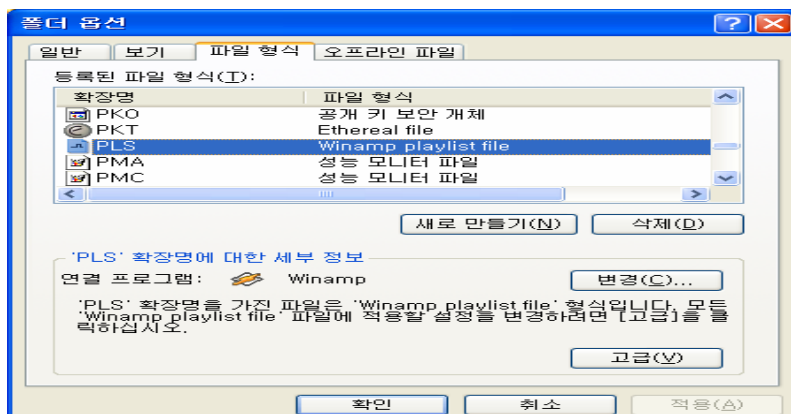 폴더 옵션
일반 보기 파일 형식 오프라인 파일
등록된 파일 형식(T):
확장명 파일 형식
PKO 공개 키 보안 개체
PKT Ethereal file
PLS Winamp playlist file
PMA 성능 모니터 파일
PMC 성능 모니터 파일
새로 만들기(N) 삭제(D)
'PLS' 확장명에 대한 세부 정보
연결 프로그램: Winamp 변경(C)...
'PLS' 확장명을 가진 파일은 'Winamp playlist file' 형식입니다. 모든
'Winamp playlist file' 파일에 적용할 설정을 변경하려면 [고급]을 클
릭하십시오.
고급(V)
확인 취소 적용(A)